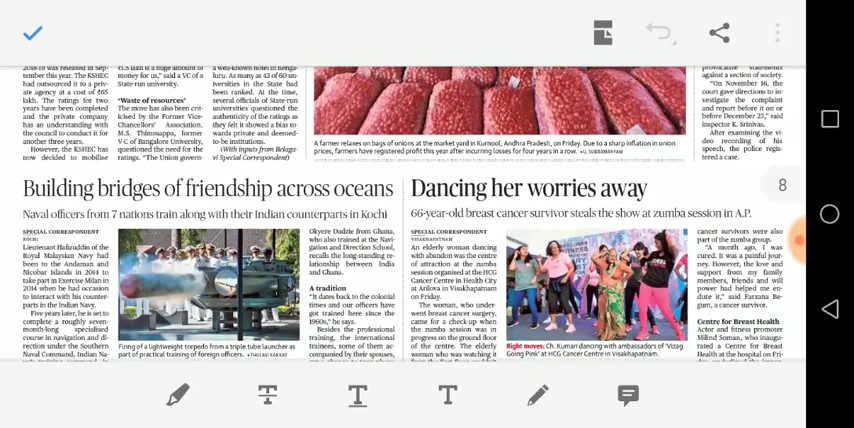 2018-19 was released in Sep-
tember this year. The KSHEC
had outsourced it to a priv-
ate agency at a cost of ₹65
lakh. The ratings for two
years have been completed
and the private company
has an understanding with
the council to conduct it for
another three years.
However, the KSHEC has
now decided to mobilise
₹1.5 lakh is a huge amount of
money for us,” said a VC of a
State-run university.
‘Waste of resources’
The move has also been crit-
icised by the Former Vice-
Chancellors’ Association.
M.S. Thimmappa, former
V-C of Bangalore University,
questioned the need for the
ratings. “The Union govern-
a well-known hotel in Benga-
luru. As many as 43 of 60 un-
iversities in the State had
been ranked. At the time,
several officials of State-run
universities questioned the
authenticity of the ratings as
they felt it showed a bias to-
wards private and deemed-
to-be institutions.
(With inputs from Belaga-
vi Special Correspondent)
A farmer relaxes on bags of onions at the market yard in Kurnool, Andhra Pradesh, on Friday. Due to a sharp inflation in onion
prices, farmers have registered profit this year after incurring losses for four years in a row. •U. SUBRAMANYAM
provocative statements
against a section of society.
“On November 16, the
court gave directions to in-
vestigate the complaint
and report before it on or
before December 23,” said
inspector K. Srinivas.
After examining the vi-
deo recording of his
speech, the police regis-
tered a case.
8
Building bridges of friendship across oceans
Naval officers from 7 nations train along with their Indian counterparts in Kochi
SPECIAL CORRESPONDENT
KOCHI
Lieutenant Hafizuddin of the
Royal Malaysian Navy had
been to the Andaman and
Nicobar Islands in 2014 to
take part in Exercise Milan in
2014 when he had occasion
to interact with his counter-
parts in the Indian Navy.
Five years later, he is set to
complete a roughly seven-
month-long specialised
course in navigation and di-
rection under the Southern
Naval Command, Indian Na-
Firing of a lightweight torpedo from a triple tube launcher as
part of practical training of foreign officers. •THULASI KAKKAT
Okyere Dadzie from Ghana,
who also trained at the Navi-
gation and Direction School,
recalls the long-standing re-
lationship between India
and Ghana.
A tradition
“It dates back to the colonial
times and our officers have
got trained here since the
1960s,” he says.
Besides the professional
training, the international
trainees, some of them ac-
companied by their spouses,
Dancing her worries away
66-year-old breast cancer survivor steals the show at zumba session in A.P.
SPECIAL CORRESPONDENT
VISAKHAPATNAM
An elderly woman dancing
with abandon was the centre
of attraction at the zumba
session organised at the HCG
Cancer Centre in Health City
at Arilova in Visakhapatnam
on Friday.
The woman, who under-
went breast cancer surgery,
came for a check-up when
the zumba session was in
progress on the ground floor
of the centre. The elderly
woman who was watching it
Right moves: Ch. Kumari dancing with ambassadors of ‘Vizag
Going Pink’ at HCG Cancer Centre in Visakhapatnam.
cancer survivors were also
part of the zumba group.
“A month ago, I was
cured. It was a painful jour-
ney. However, the love and
support from my family
members, friends and will
power had helped me en-
dure it,” said Farzana Be-
gum, a cancer survivor.
Centre for Breast Health
Actor and fitness promoter
Milind Soman, who inaugu-
rated a Centre for Breast
Health at the hospital on Fri-
T
T
T